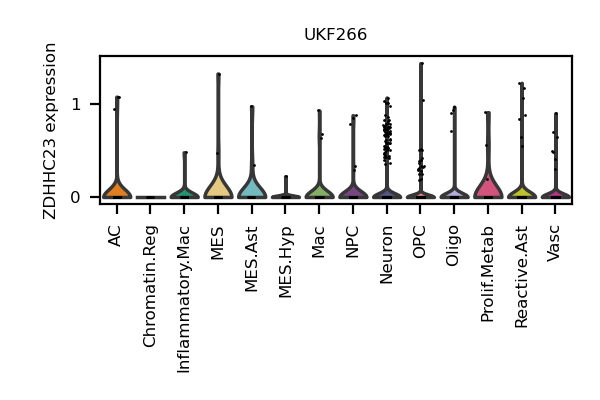 UKF266
ZDHHC23 expression
1
0
AC
Chromatin.Reg
Inflammatory.Mac
MES
MES.Ast
MES.Hyp
Mac
NPC
Neuron
OPC
Oligo
Prolif.Metab
Reactive.Ast
Vasc